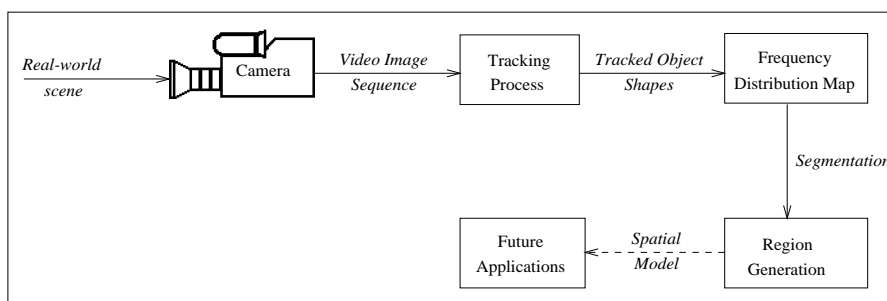 Real-world
scene
Camera
Video Image
Sequence
Tracking
Process
Tracked Object
Shapes
Frequency
Distribution Map
Segmentation
Future
Applications
Spatial
Model
Region
Generation